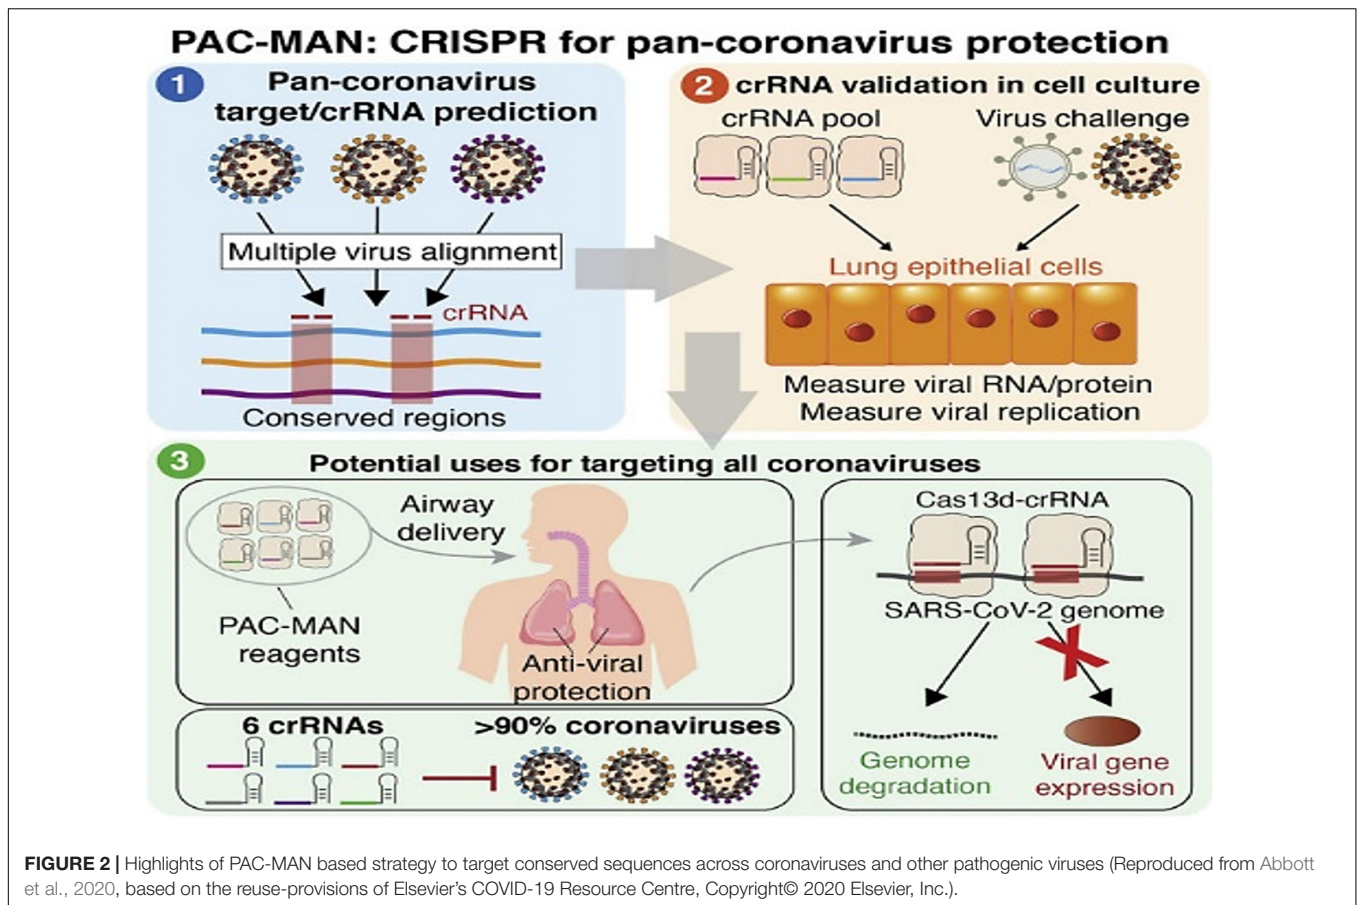 PAC-MAN: CRISPR for pan-coronavirus protection
1
Pan-coronavirus
target/crRNA prediction
Multiple virus alignment
crRNA
Conserved regions
2
crRNA validation in cell culture
crRNA pool
Virus challenge
Lung epithelial cells
Measure viral RNA/protein
Measure viral replication
3
Potential uses for targeting all coronaviruses
Airway
delivery
PAC-MAN
reagents
Anti-viral
protection
6 crRNAs
>90% coronaviruses
Cas13d-crRNA
SARS-CoV-2 genome
Genome
degradation
Viral gene
expression
FIGURE 2 | Highlights of PAC-MAN based strategy to target conserved sequences across coronaviruses and other pathogenic viruses (Reproduced from Abbott
et al., 2020, based on the reuse-provisions of Elsevier's COVID-19 Resource Centre, Copyright© 2020 Elsevier, Inc.).